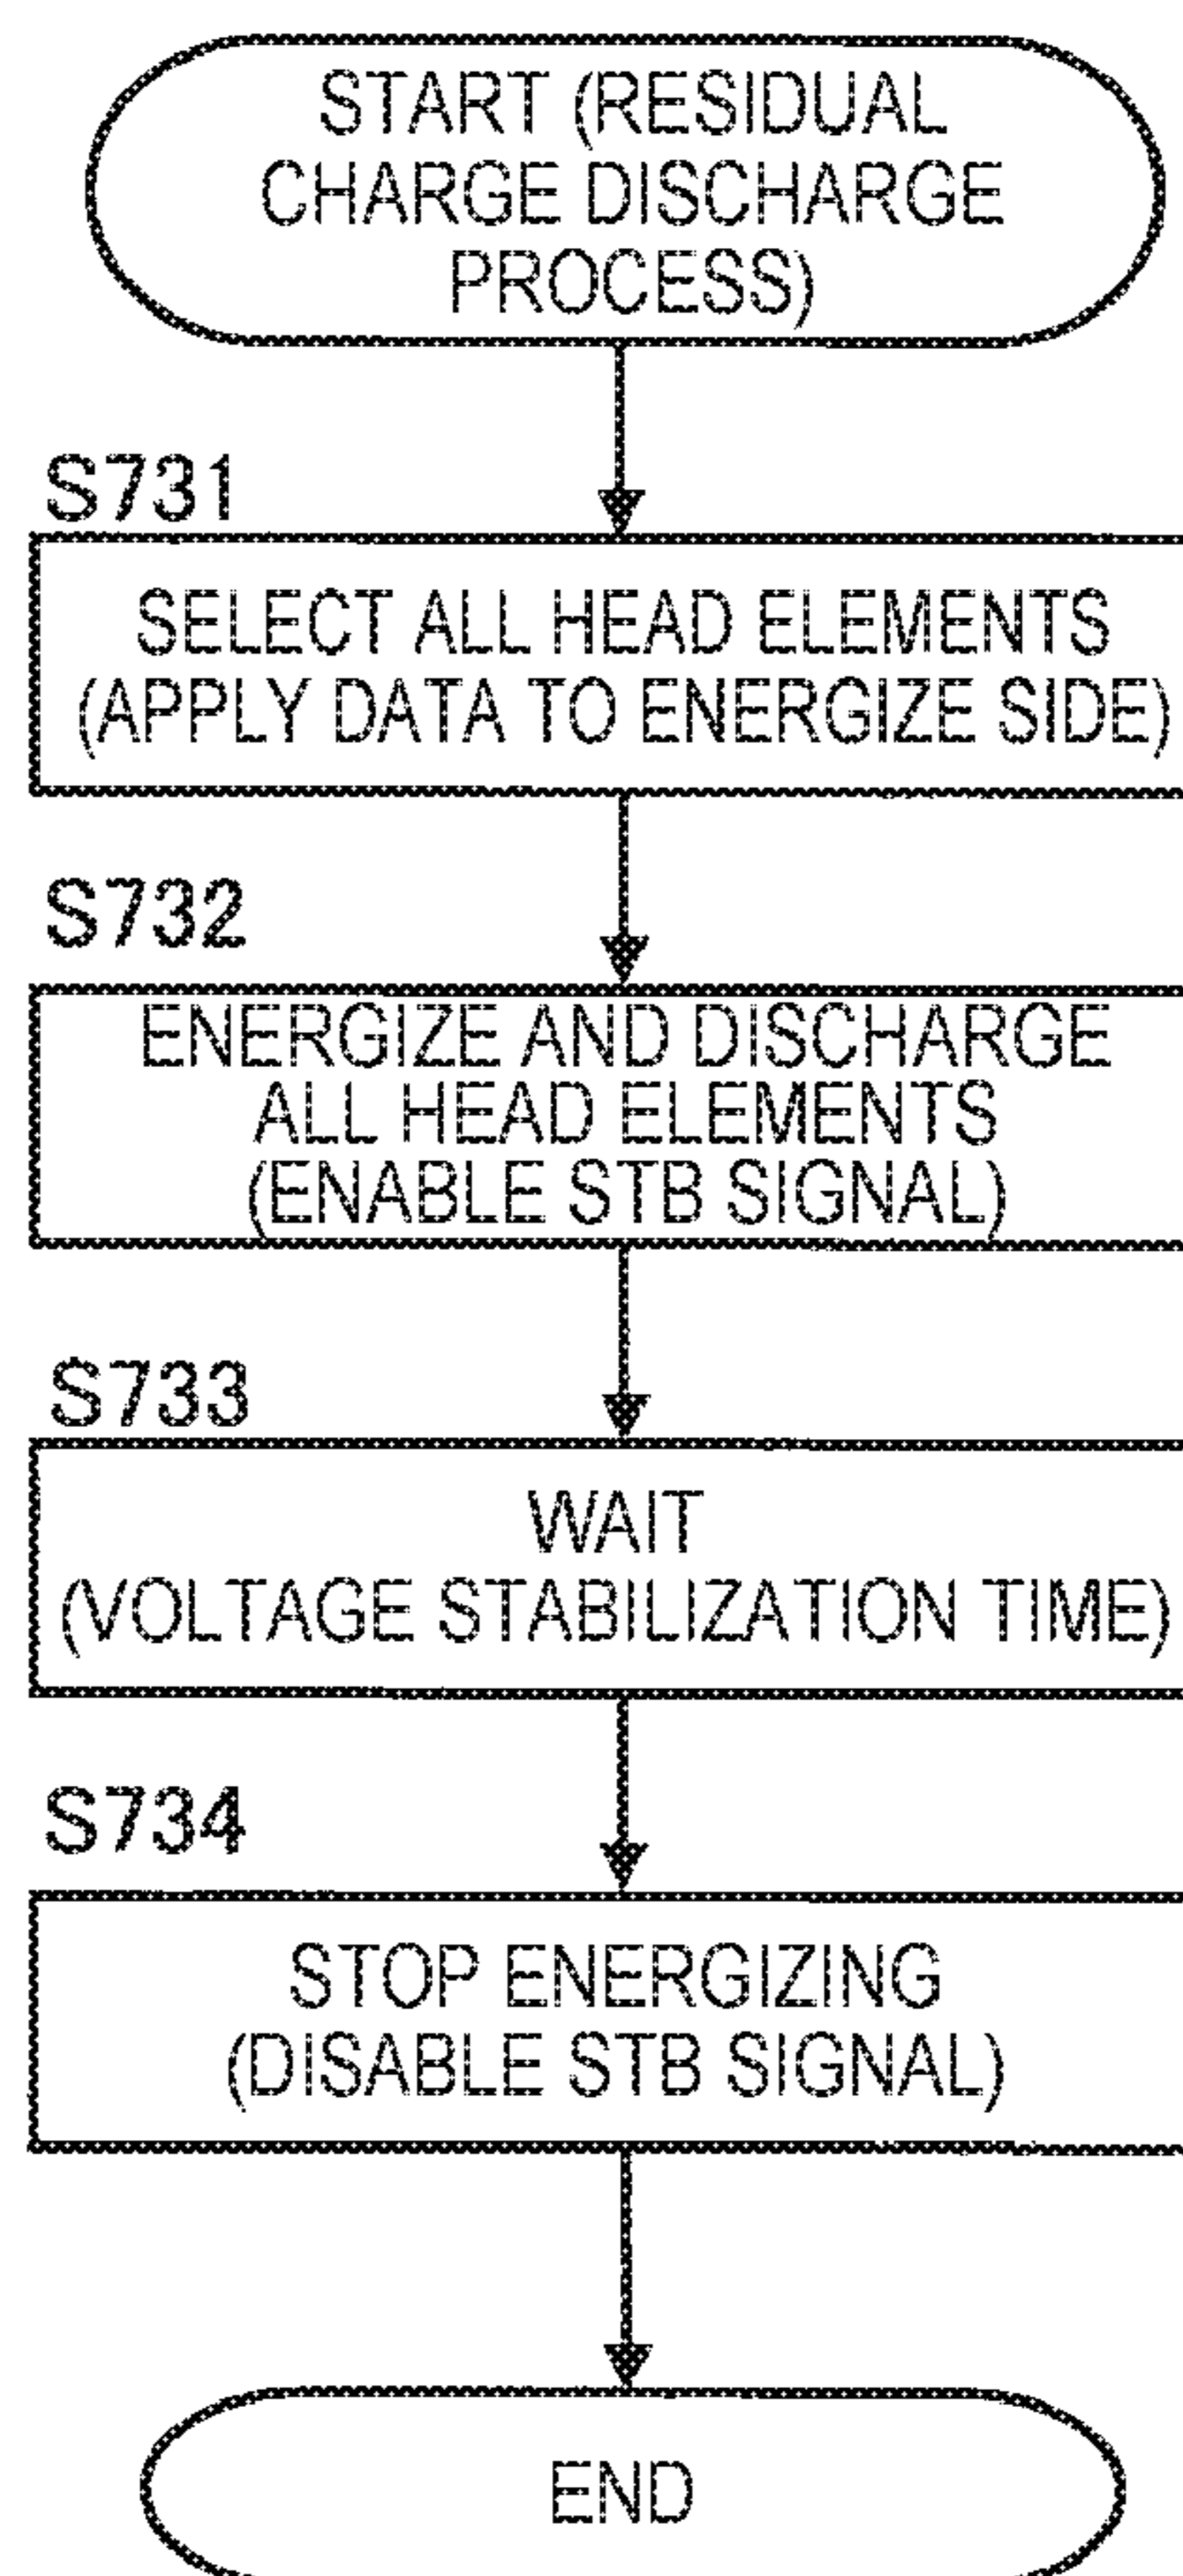 START (RESIDUAL
CHARGE DISCHARGE
PROCESS)
S731
SELECT ALL HEAD ELEMENTS
(APPLY DATA TO ENERGIZE SIDE)
S732
ENERGIZE AND DISCHARGE
ALL HEAD ELEMENTS
(ENABLE STB SIGNAL)
S733
WAIT
(VOLTAGE STABILIZATION TIME)
S734
STOP ENERGIZING
(DISABLE STB SIGNAL)
END